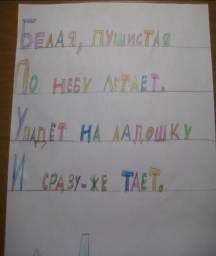 Белая, пушистая
По небу летает.
Упадёт на ладошку
И сразу-же тает.